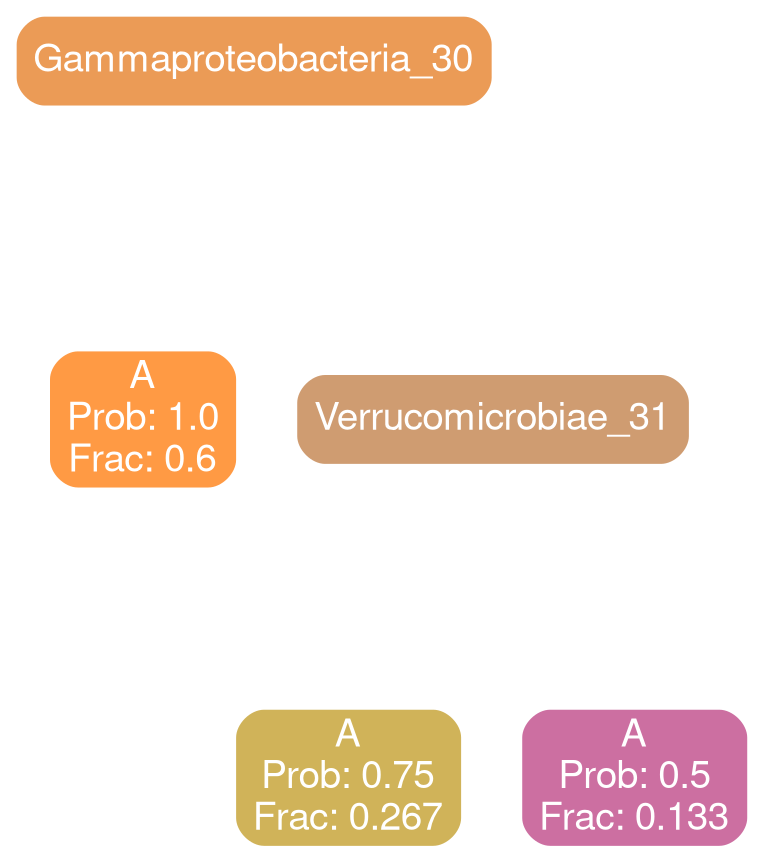 Gammaproteobacteria_30
A
Prob: 1.0
Frac: 0.6
Verrucomicrobiae_31
A
Prob: 0.75
Frac: 0.267
A
Prob: 0.5
Frac: 0.133